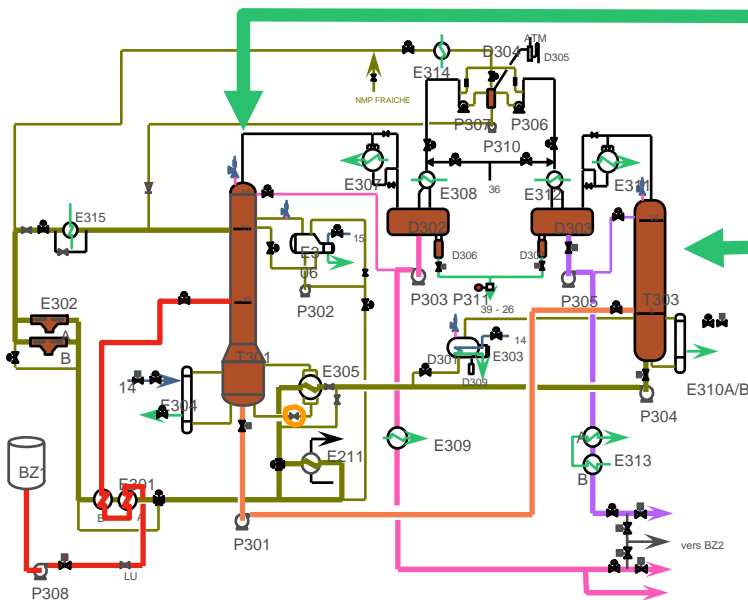 ATM
D304
D305
E314
NMP FRAICHE
P307
P306
P310
E307
E308
36
E312
E311
E315
D302
D303
15
E3
06
D306
P302
P303
P311
P305
T303
39 - 26
E302
A
B
T301
E305
D301
E303
14
D309
14
E304
E310A/B
P304
E309
A
E313
B
E211
BZ1
E301
B
A
P301
vers BZ2
LU
P308